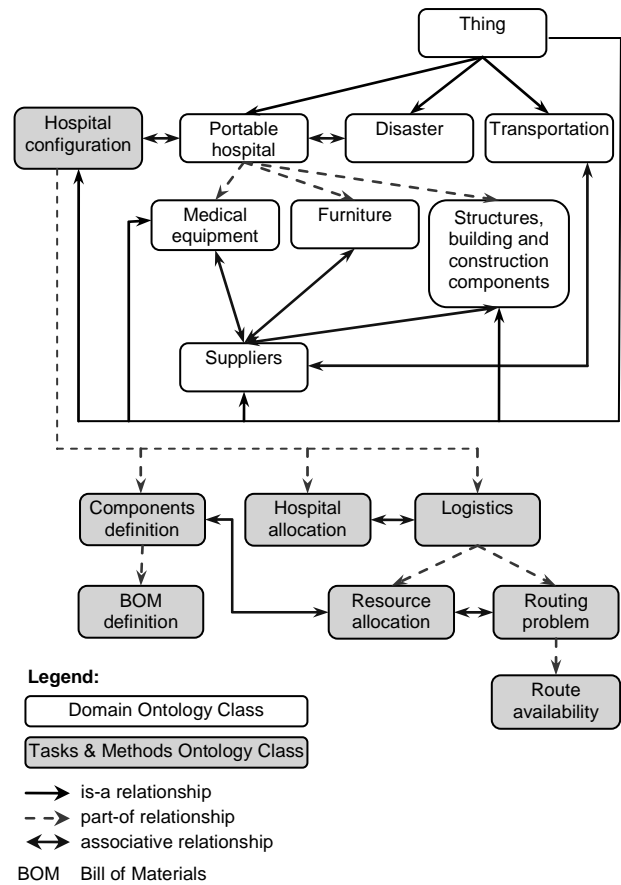 Thing
Hospital
configuration
Portable
hospital
Disaster
Transportation
Medical
equipment
Furniture
Structures,
building and
construction
components
Suppliers
Components
definition
Hospital
allocation
Logistics
BOM
definition
Resource
allocation
Routing
problem
Route
availability
Legend:
Domain Ontology Class
Tasks & Methods Ontology Class
is-a relationship
part-of relationship
associative relationship
BOM Bill of Materials